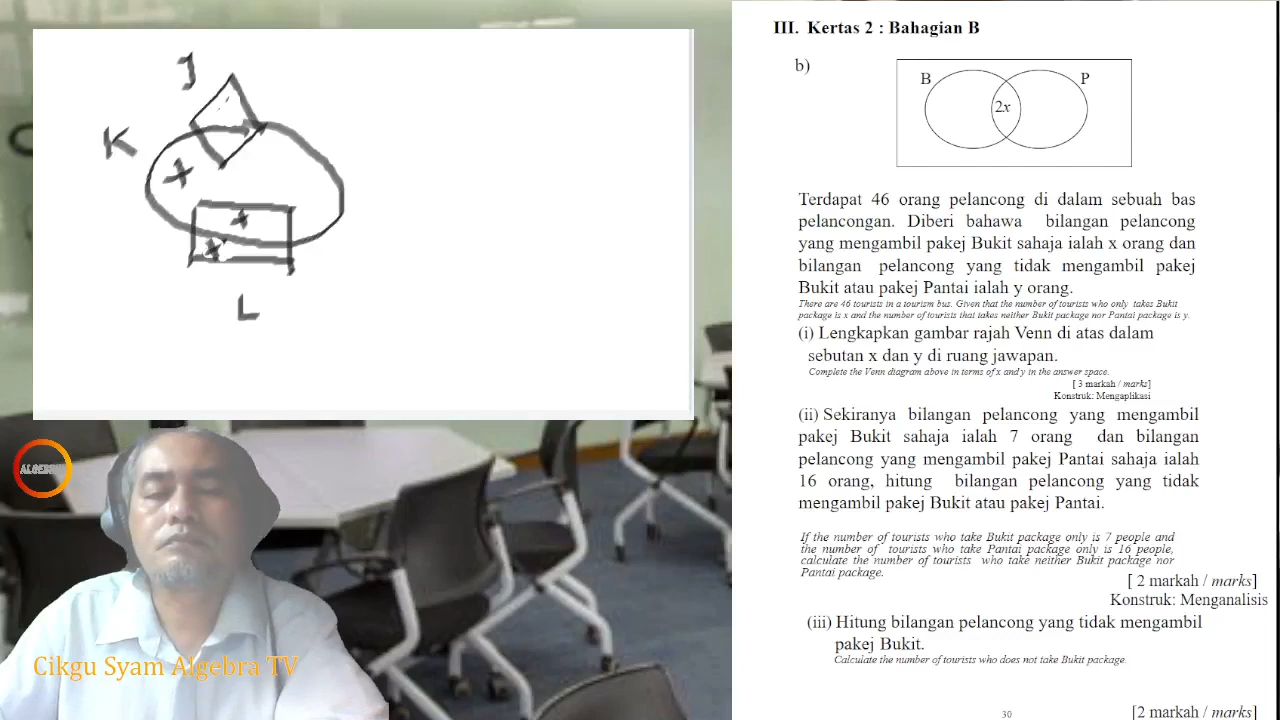 J
K
x
x
x
L
ALGEBRA
Cikgu Syam Algebra TV
III. Kertas 2 : Bahagian B
b)
B
P
2x
Terdapat 46 orang pelancong di dalam sebuah bas
pelancongan. Diberi bahawa bilangan pelancong
yang mengambil pakej Bukit sahaja ialah x orang dan
bilangan pelancong yang tidak mengambil pakej
Bukit atau pakej Pantai ialah y orang.
There are 46 tourists in a tourism bus. Given that the number of tourists who only takes Bukit
package is x and the number of tourists that takes neither Bukit package nor Pantai package is y.
(i) Lengkapkan gambar rajah Venn di atas dalam
sebutan x dan y di ruang jawapan.
Complete the Venn diagram above in terms of x and y in the answer space.
[ 3 markah / marks]
Konstruk: Mengaplikasi
(ii) Sekiranya bilangan pelancong yang mengambil
pakej Bukit sahaja ialah 7 orang dan bilangan
pelancong yang mengambil pakej Pantai sahaja ialah
16 orang, hitung bilangan pelancong yang tidak
mengambil pakej Bukit atau pakej Pantai.
If the number of tourists who take Bukit package only is 7 people and
the number of tourists who take Pantai package only is 16 people,
calculate the number of tourists who take neither Bukit package nor
Pantai package.
[ 2 markah / marks]
Konstruk: Menganalisis
(iii) Hitung bilangan pelancong yang tidak mengambil
pakej Bukit.
Calculate the number of tourists who does not take Bukit package.
30
[2 markah / marks]